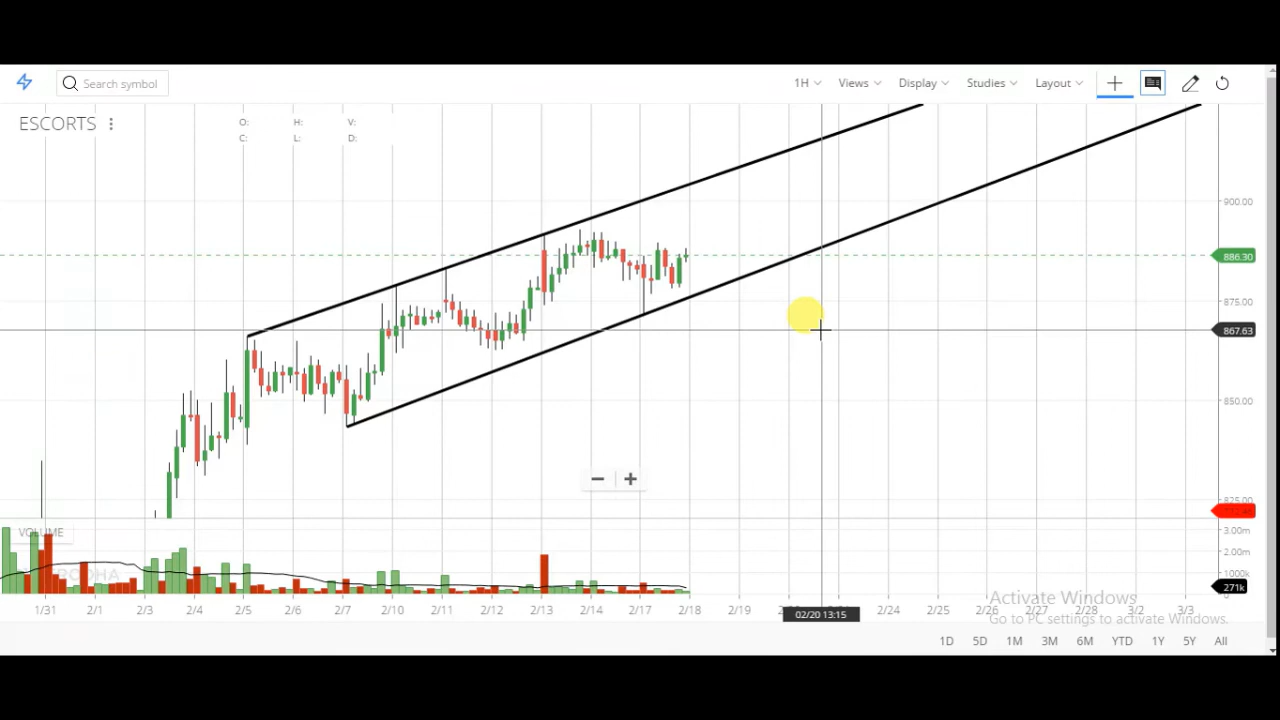 Search symbol 1H Views Display Studies Layout
ESCORTS
O: H: V:
C: L: D:
900.00
886.30
875.00
867.63
850.00
825.00
VOLUME
3.00m
2.00m
1000k
271k
1/31 2/1 2/3 2/4 2/5 2/6 2/7 2/10 2/11 2/12 2/13 2/14 2/17 2/18 2/19 2/24 2/25 2/26 2/27 2/28 3/2 3/3
02/20 13:15
Activate Windows
Go to PC settings to activate Windows.
1D 5D 1M 3M 6M YTD 1Y 5Y All